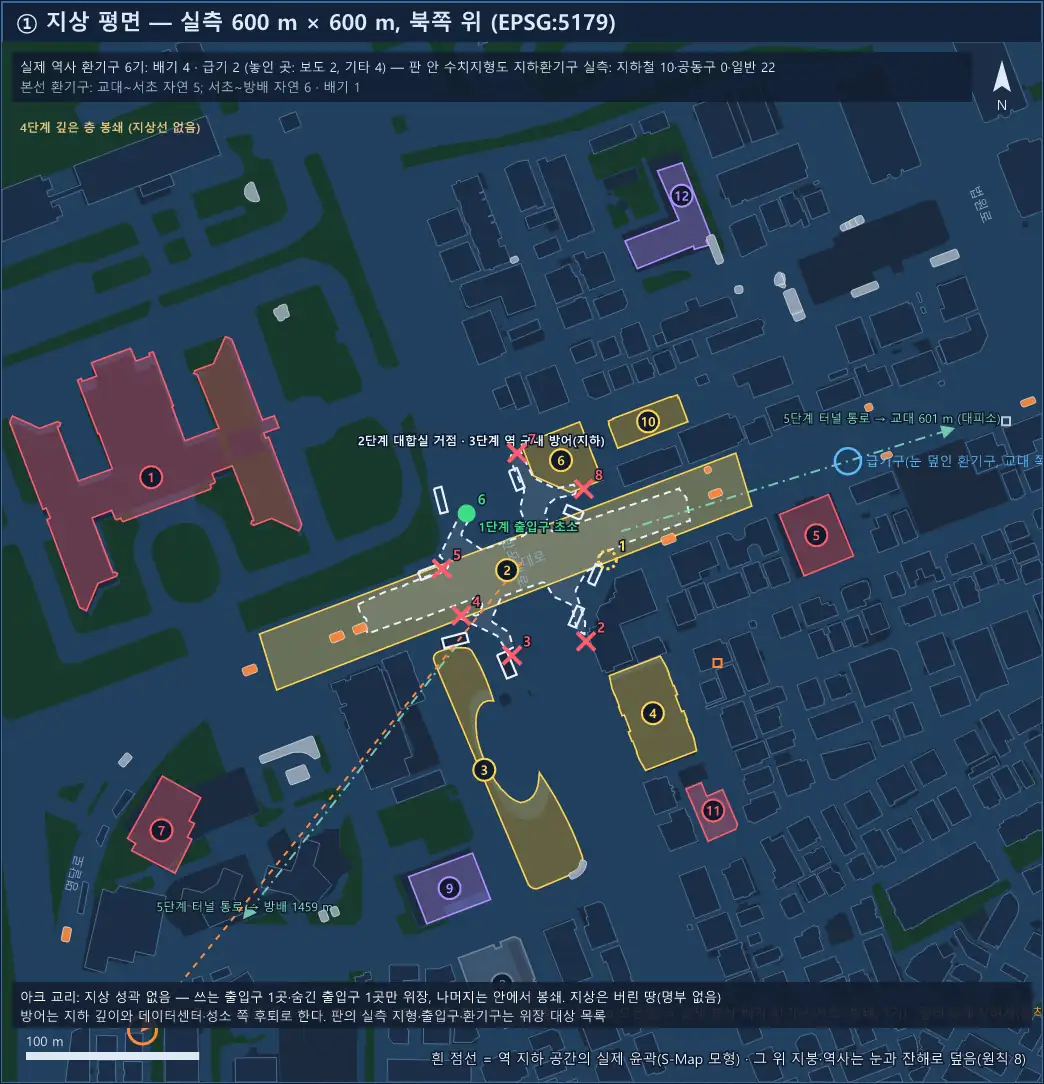 ① 지상 평면 — 실측 600 m × 600 m, 북쪽 위 (EPSG:5179)
실제 역사 환기구 6기: 배기 4 · 급기 2 (놓인 곳: 보도 2, 기타 4) — 판 안 수치지형도 지하환기구 실측: 지하철 10·공동구 0·일반 22
본선 환기구: 교대~서초 자연 5; 서초~방배 자연 6 · 배기 1
N
4단계 깊은 층 봉쇄 (지상선 없음)
법원로
12
5단계 터널 통로 → 교대 601 m (대피소)
10
2단계 대합실 거점 · 3단계 역 구내 방어(지하)
7
6
급기구(눈 덮인 환기구, 교대 쪽
1
8
6
1단계 출입구 초소
5
1
5
2
4
2
3
4
3
11
7
명달로
9
5단계 터널 통로 → 방배 1459 m
아크 교리: 지상 성곽 없음 — 쓰는 출입구 1곳·숨긴 출입구 1곳만 위장, 나머지는 안에서 봉쇄. 지상은 버린 땅(명부 없음)
방어는 지하 깊이와 데이터센터·성소 쪽 후퇴로 한다. 판의 실측 지형·출입구·환기구는 위장 대상 목록
100 m
흰 점선 = 역 지하 공간의 실제 윤곽(S-Map 모형) · 그 위 지붕·역사는 눈과 잔해로 덮음(원칙 8)